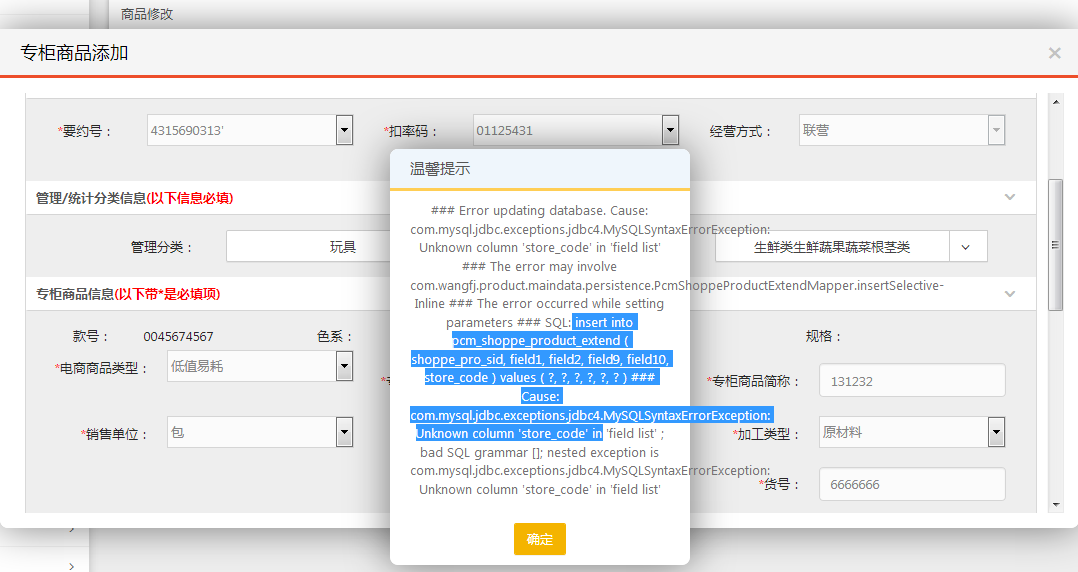 商品修改
专柜商品添加
×
*要约号： 4315690313' *扣率码： 01125431 经营方式： 联营
温馨提示
管理/统计分类信息(以下信息必填)
### Error updating database. Cause:
com.mysql.jdbc.exceptions.jdbc4.MySQLSyntaxErrorException:
Unknown column 'store_code' in 'field list'
### The error may involve
com.wangfj.product.maindata.persistence.PcmShoppeProductExtendMapper.insertSelective-
Inline ### The error occurred while setting
parameters ### SQL: insert into
pcm_shoppe_product_extend (
shoppe_pro_sid, field1, field2, field9, field10,
store_code ) values ( ?, ?, ?, ?, ?, ? ) ###
Cause:
com.mysql.jdbc.exceptions.jdbc4.MySQLSyntaxErrorException:
Unknown column 'store_code' in 'field list' ;
bad SQL grammar []; nested exception is
com.mysql.jdbc.exceptions.jdbc4.MySQLSyntaxErrorException:
Unknown column 'store_code' in 'field list'
确定
管理分类： 玩具 生鲜类生鲜蔬果蔬菜根茎类
专柜商品信息(以下带*是必填项)
款号： 0045674567 色系： 规格：
*电商商品类型： 低值易耗 *专柜商品简称： 131232
*销售单位： 包 *加工类型： 原材料
*货号： 6666666